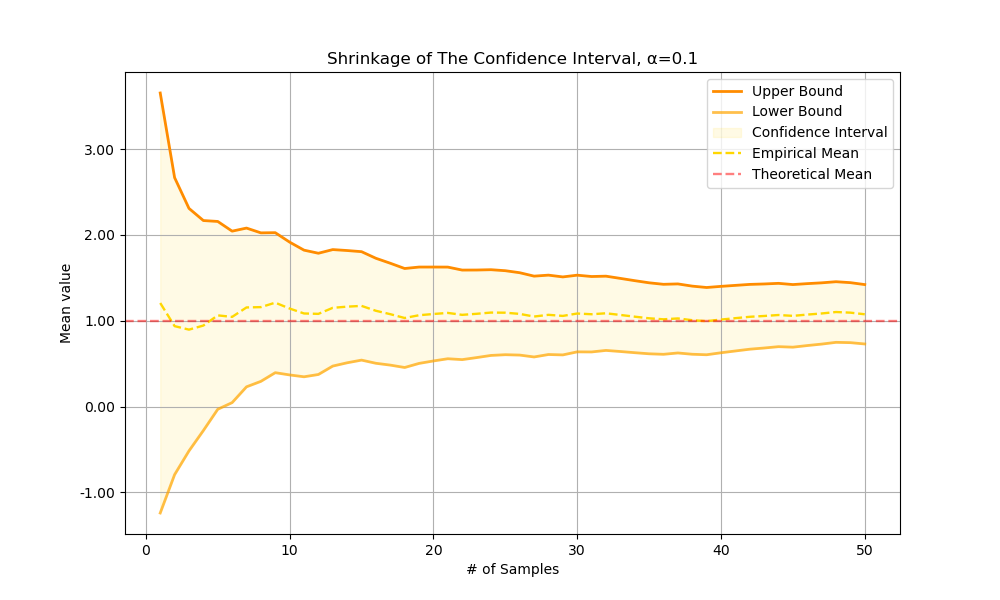 Shrinkage of The Confidence Interval, α=0.1
Upper Bound
Lower Bound
Confidence Interval
Empirical Mean
Theoretical Mean
Mean value
3.00
2.00
1.00
0.00
-1.00
0 10 20 30 40 50
# of Samples